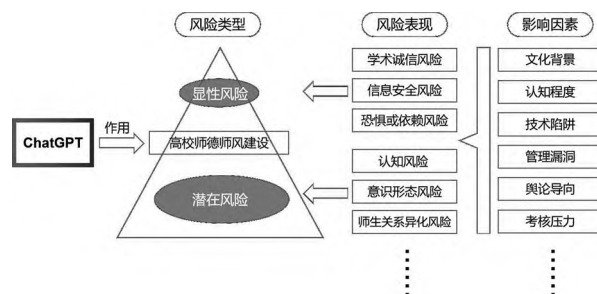 风险类型
风险表现
影响因素
ChatGPT
作用
显性风险
高校师德师风建设
潜在风险
学术诚信风险
信息安全风险
恐惧或依赖风险
认知风险
意识形态风险
师生关系异化风险
文化背景
认知程度
技术陷阱
管理漏洞
舆论导向
考核压力